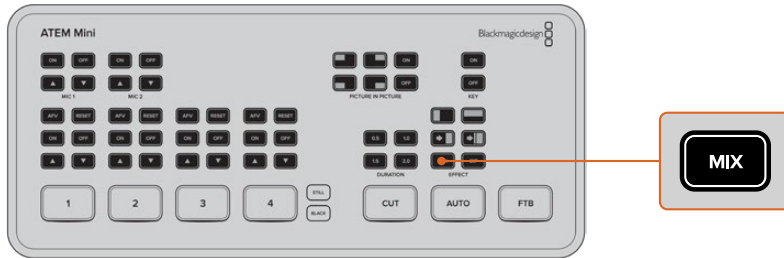 ATEM Mini
Blackmagicdesign
ON OFF ON OFF ON ON
OFF OFF
MIC 1 MIC 2 PICTURE IN PICTURE KEY
AFV RESET AFV RESET AFV RESET AFV RESET
ON OFF ON OFF ON OFF ON OFF 0.5 1.0
1.5 2.0
DURATION EFFECT
MIX
1 2 3 4 STILL CUT AUTO FTB
BLACK